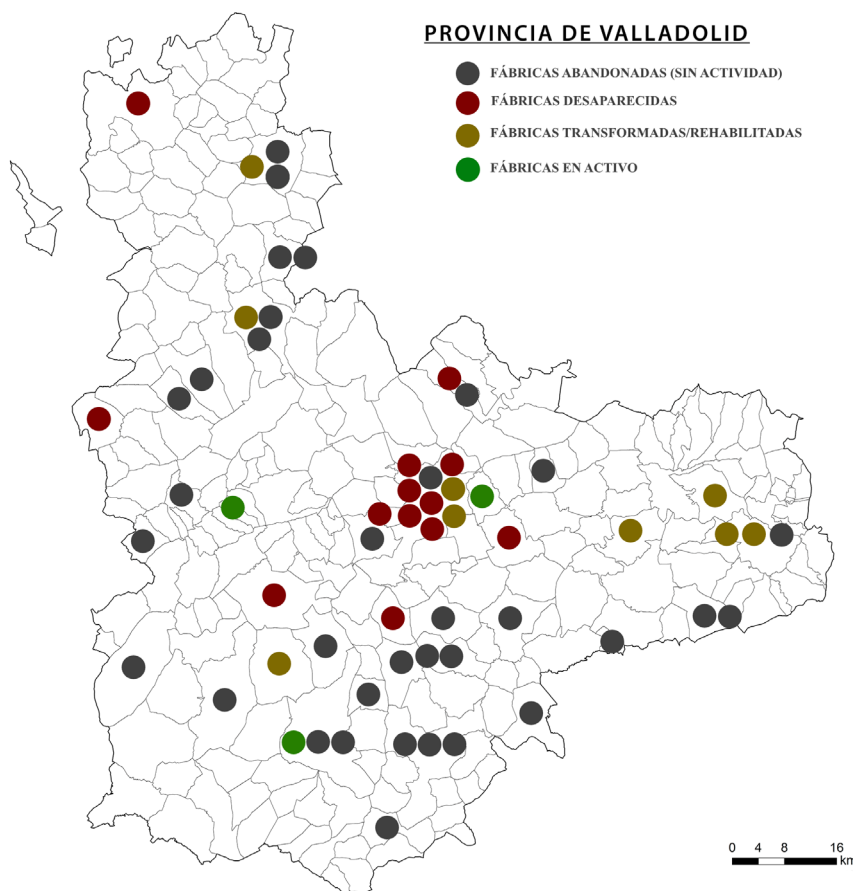 PROVINCIA DE VALLADOLID
FÁBRICAS ABANDONADAS (SIN ACTIVIDAD)
FÁBRICAS DESAPARECIDAS
FÁBRICAS TRANSFORMADAS/REHABILITADAS
FÁBRICAS EN ACTIVO
0 4 8 16
km